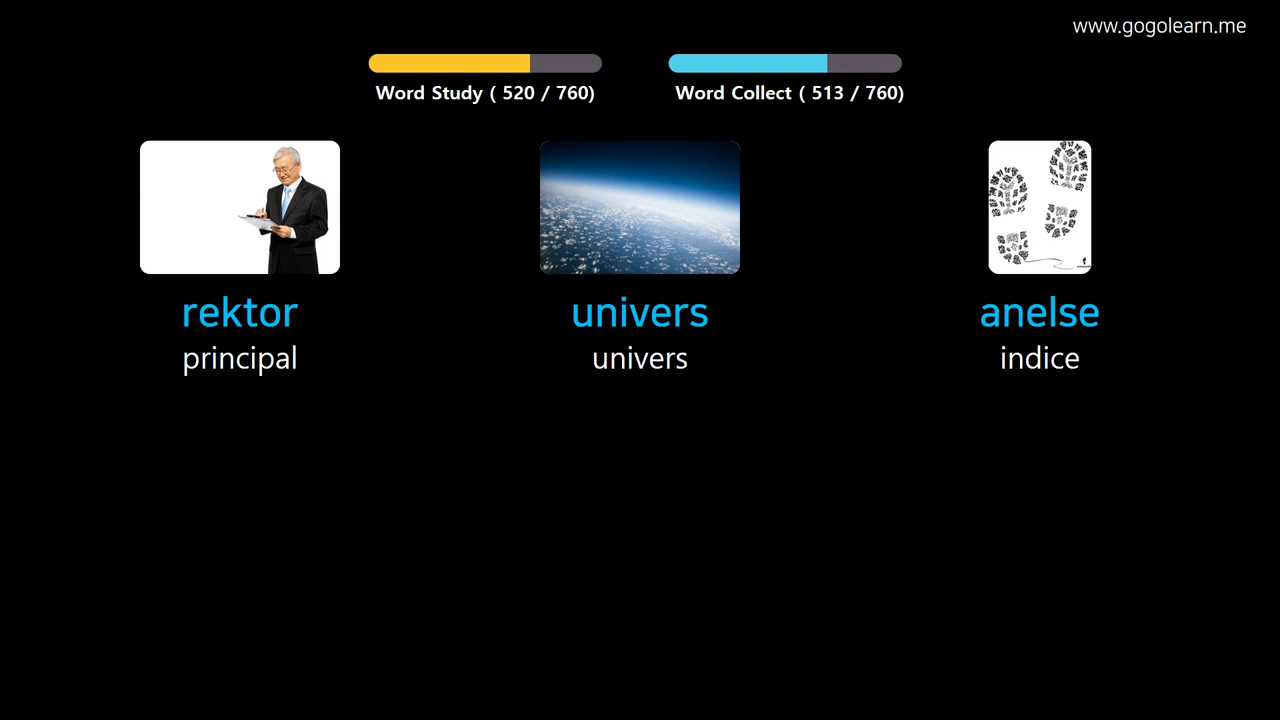 www.gogolearn.me
Word Study ( 520 / 760)
Word Collect ( 513 / 760)
rektor
principal
univers
univers
anelse
indice